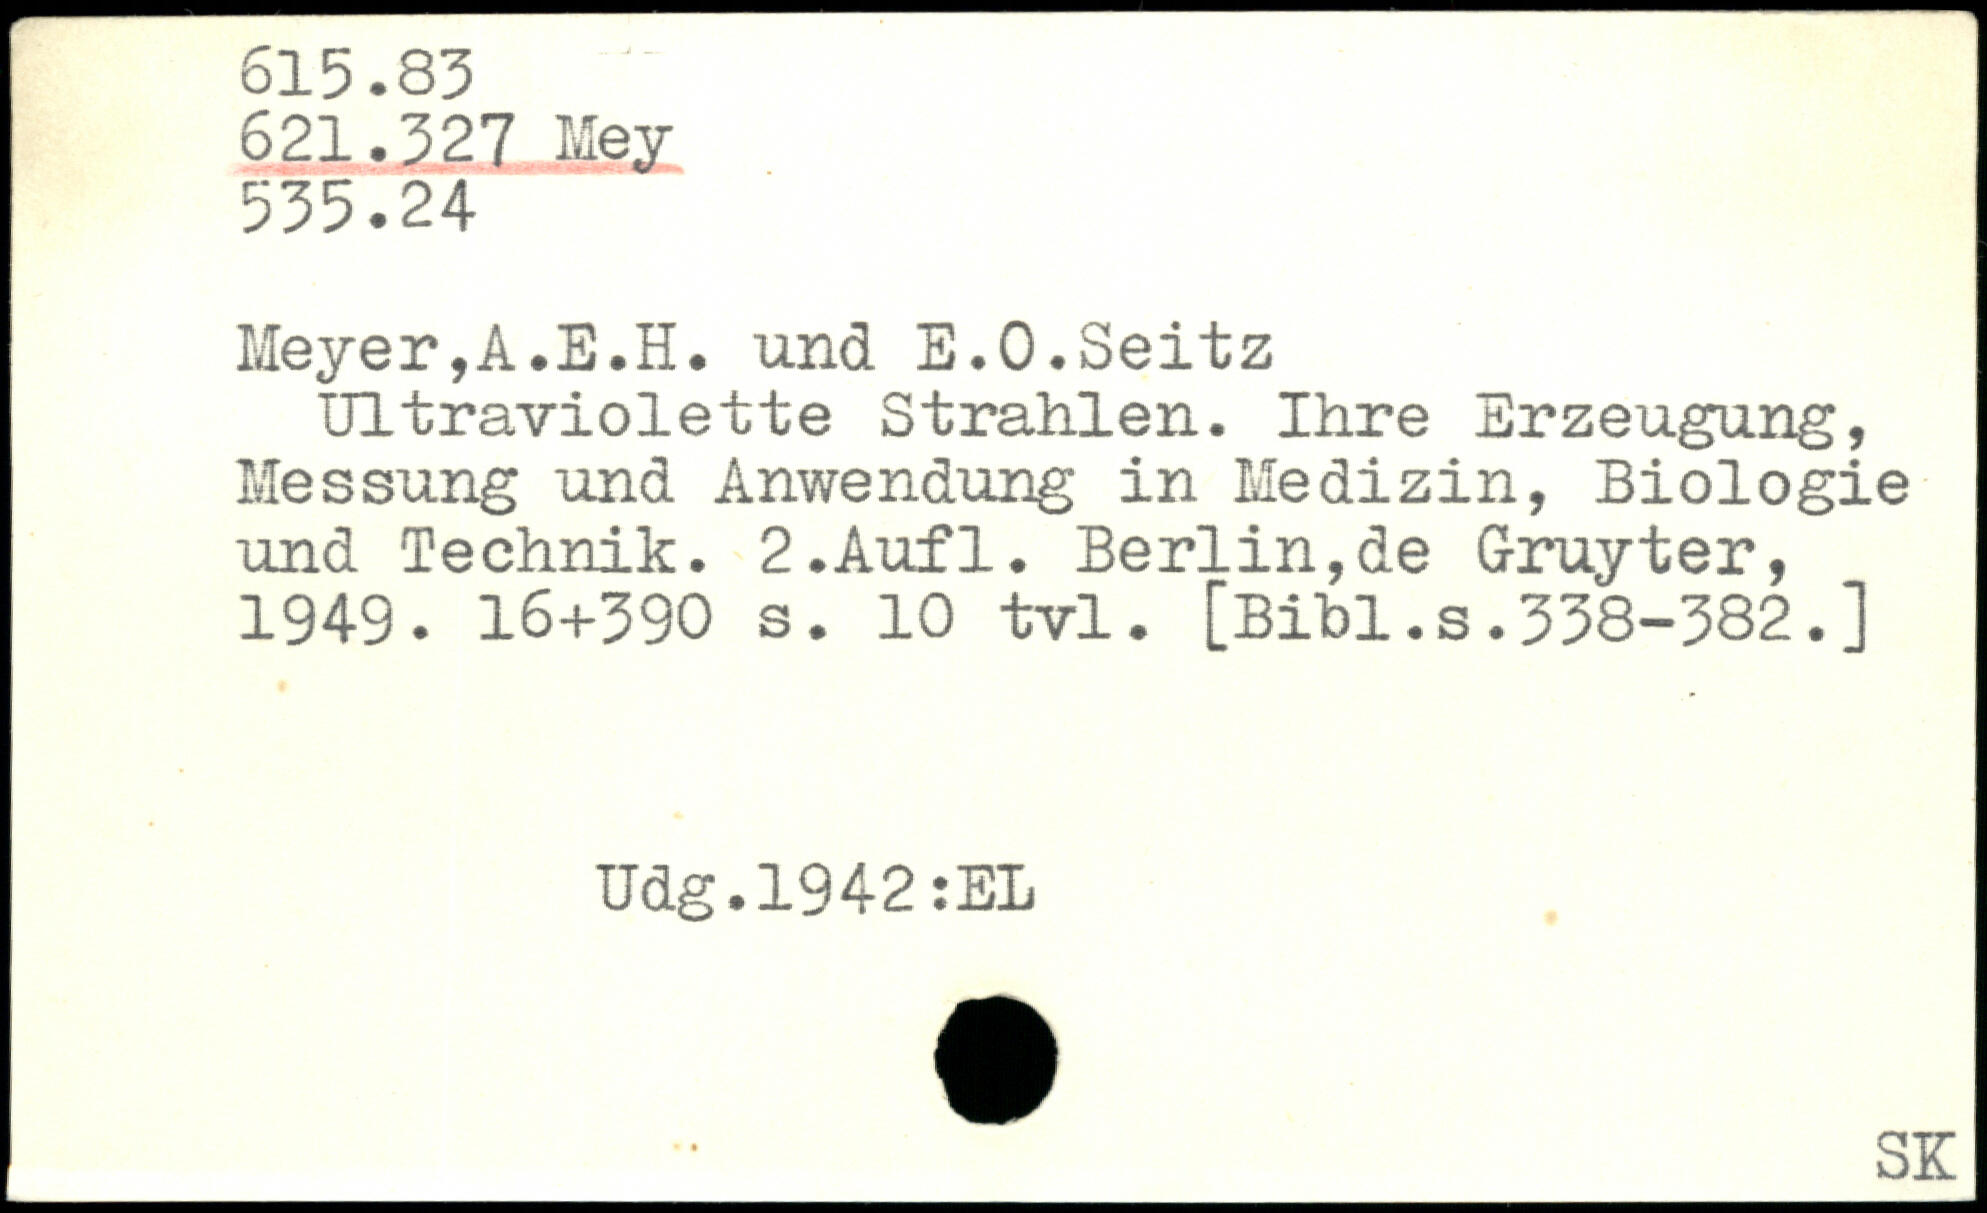 615.83
621.327 Mey
535.24
Meyer,A.E.H. und E.O.Seitz
Ultraviolette Strahlen. Ihre Erzeugung,
Messung und Anwendung in Medizin, Biologie
und Technik. 2.Aufl. Berlin,de Gruyter,
1949. 16+390 s. 10 tvl. [Bibl.s.338-382.]
Udg.1942:EL
SK